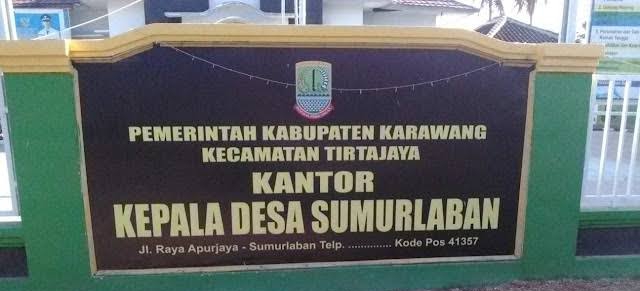 PEMERINTAH KABUPATEN KARAWANG
KECAMATAN TIRTAJAYA
KANTOR
KEPALA DESA SUMURLABAN
Jl. Raya Apurjaya - Sumurlaban Telp. .............. Kode Pos 41357